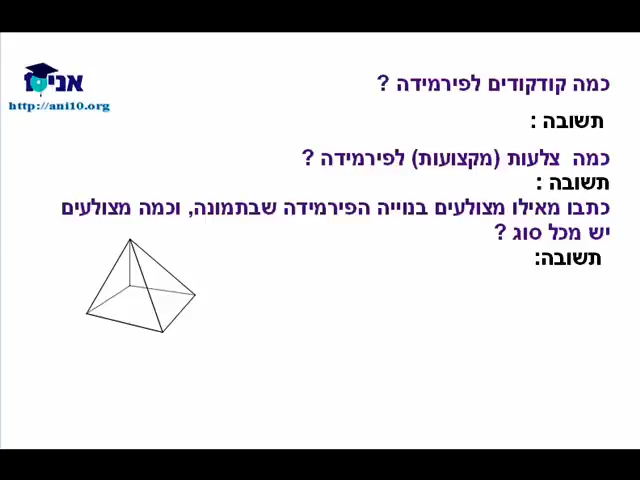 אני10
http://ani10.org
כמה קודקודים לפירמידה ?
תשובה :
כמה צלעות (מקצועות) לפירמידה ?
תשובה :
כתבו מאילו מצולעים בנוייה הפירמידה שבתמונה, וכמה מצולעים
יש מכל סוג ?
תשובה: